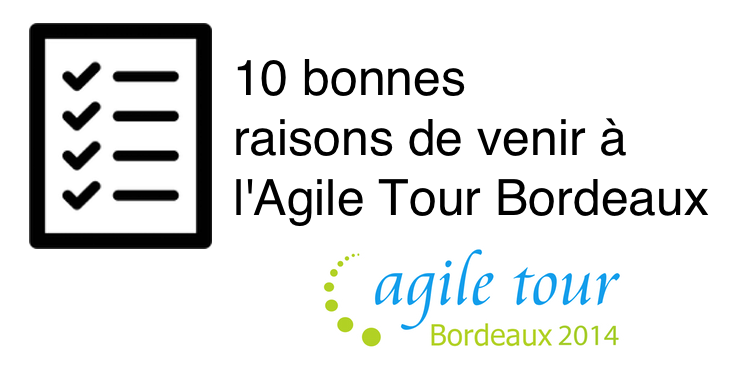 10 bonnes
raisons de venir à
l'Agile Tour Bordeaux
agile tour
Bordeaux 2014